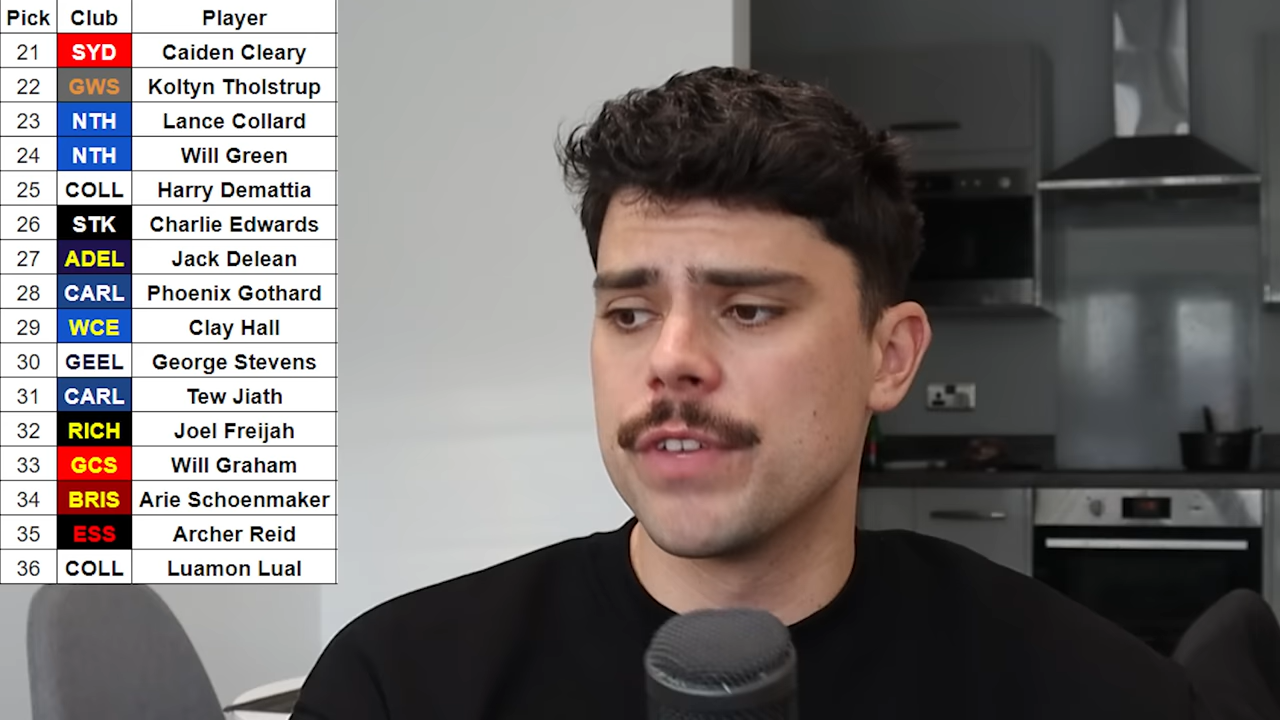 Pick Club Player
21 SYD Caiden Cleary
22 GWS Koltyn Tholstrup
23 NTH Lance Collard
24 NTH Will Green
25 COLL Harry Demattia
26 STK Charlie Edwards
27 ADEL Jack Delean
28 CARL Phoenix Gothard
29 WCE Clay Hall
30 GEEL George Stevens
31 CARL Tew Jiath
32 RICH Joel Freijah
33 GCS Will Graham
34 BRIS Arie Schoenmaker
35 ESS Archer Reid
36 COLL Luamon Lual